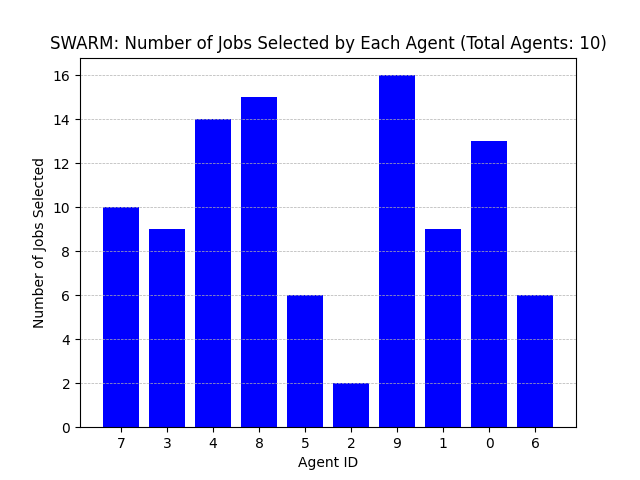 SWARM: Number of Jobs Selected by Each Agent (Total Agents: 10)
16
14
12
10
8
6
4
2
0
Number of Jobs Selected
7 3 4 8 5 2 9 1 0 6
Agent ID